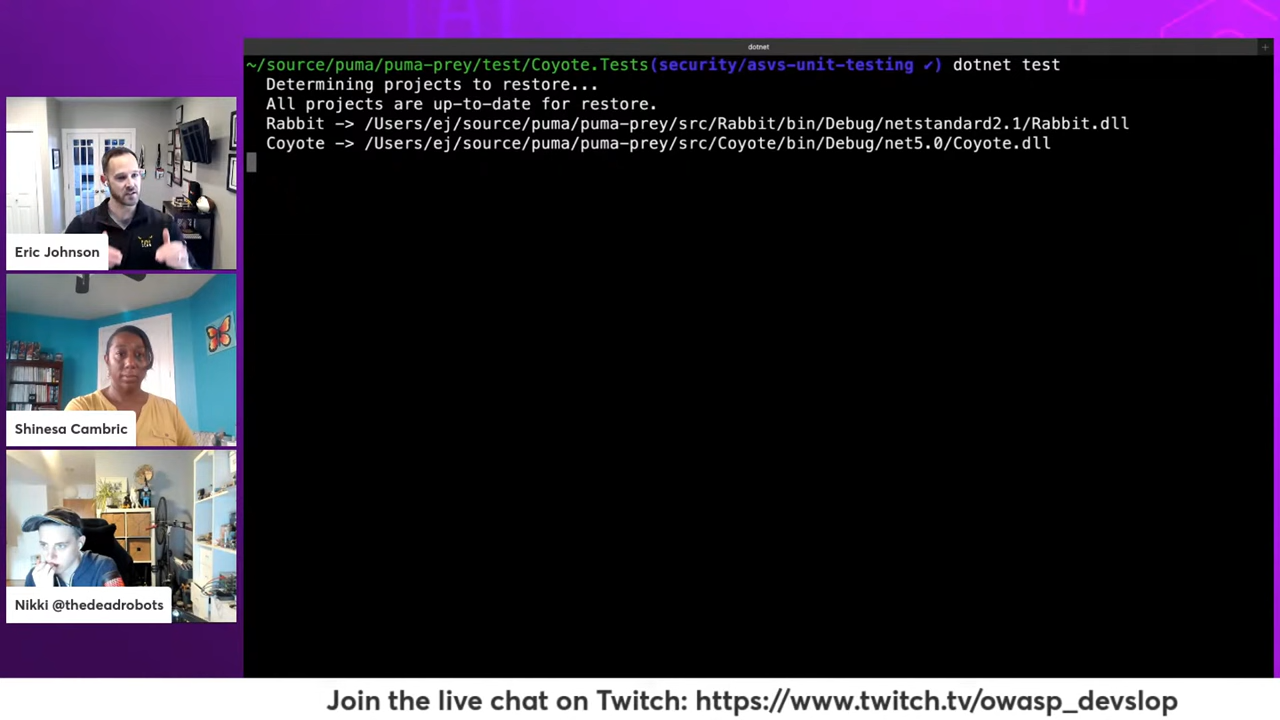 dotnet
~/source/puma/puma-prey/test/Coyote.Tests(security/asvs-unit-testing ✔) dotnet test
Determining projects to restore...
All projects are up-to-date for restore.
Rabbit -> /Users/ej/source/puma/puma-prey/src/Rabbit/bin/Debug/netstandard2.1/Rabbit.dll
Coyote -> /Users/ej/source/puma/puma-prey/src/Coyote/bin/Debug/net5.0/Coyote.dll
Eric Johnson
Shinesa Cambric
Nikki @thedeadrobots
Join the live chat on Twitch: https://www.twitch.tv/owasp_devslop